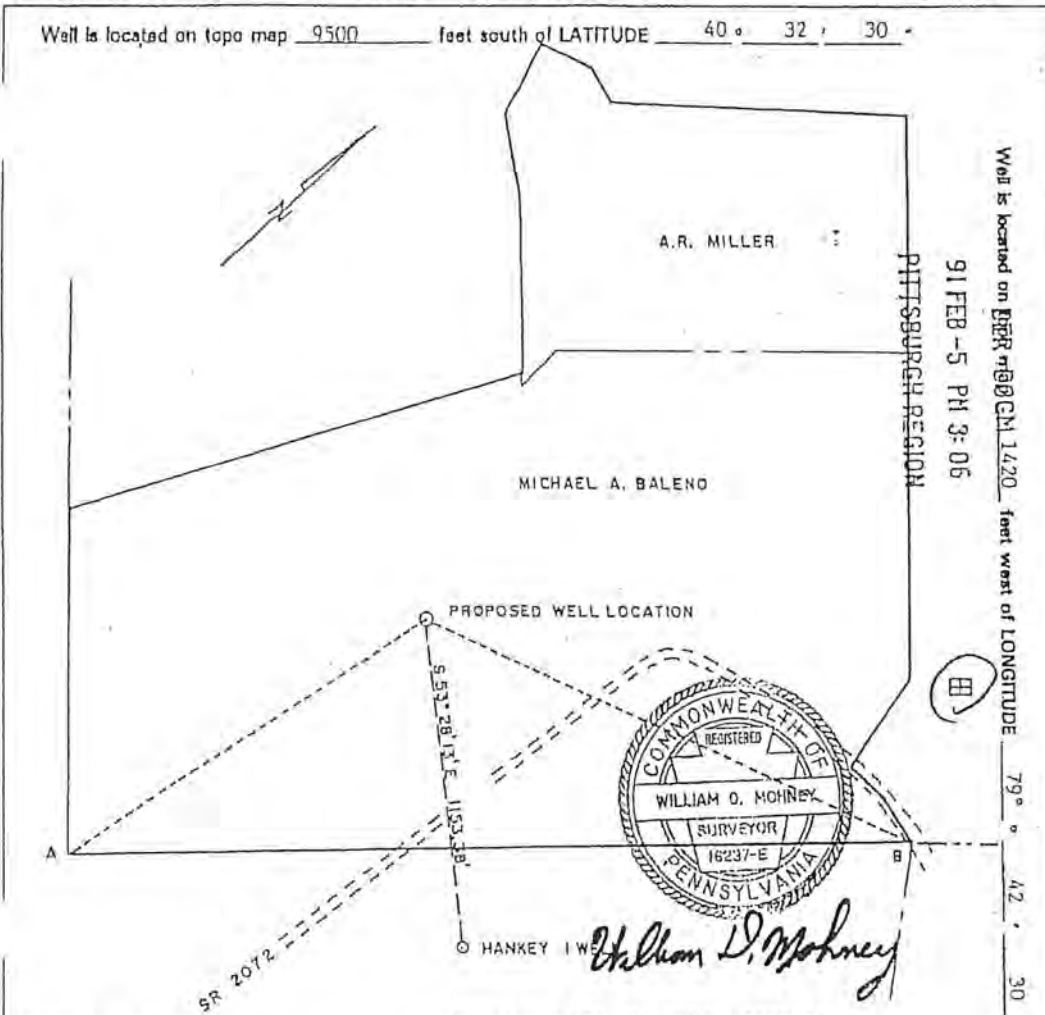 Well is located on topo map 9500 feet south of LATITUDE 40 ° 32 ' 30 "
A.R. MILLER
Well is located on 1420 feet west of LONGITUDE 79 ° 42 ' 30
91 FEB -5 PM 3:06
PITTSBURGH REGION
MICHAEL A. BALENO
PROPOSED WELL LOCATION
S 53° 28' 13" E 1153.38'
COMMONWEALTH OF
REGISTERED
WILLIAM D. MOHNEY
SURVEYOR
16237-E
PENNSYLVANIA
A
B
HANKEY 1 WE
William D. Mohney
SR 2072
N